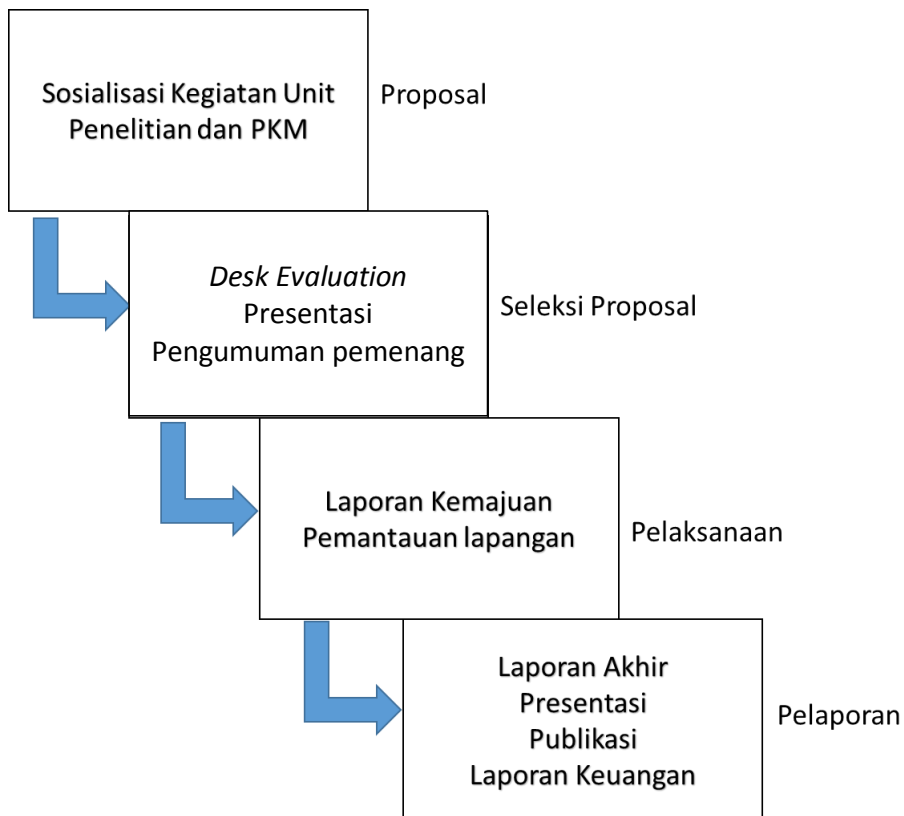 Sosialisasi Kegiatan Unit
Penelitian dan PKM
Proposal
Desk Evaluation
Presentasi
Pengumuman pemenang
Seleksi Proposal
Laporan Kemajuan
Pemantauan lapangan
Pelaksanaan
Laporan Akhir
Presentasi
Publikasi
Laporan Keuangan
Pelaporan